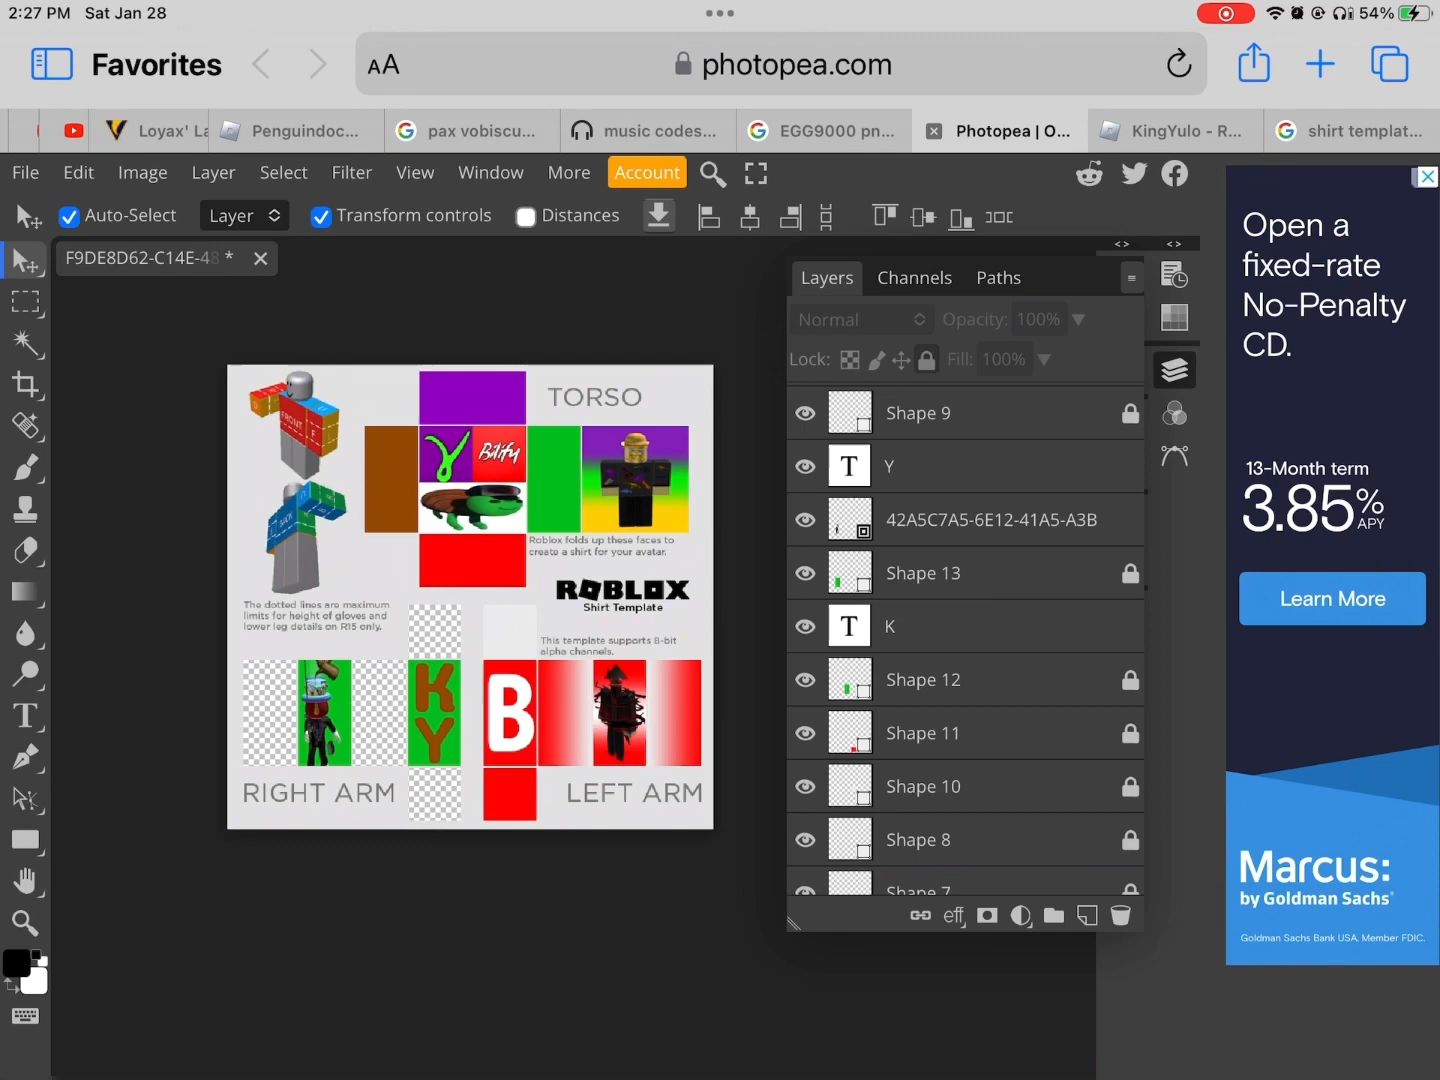 2:27 PM Sat Jan 28
54%
Favorites
AA
photopea.com
Loyax' La
Penguindoc...
pax vobiscu...
music codes...
EGG9000 pn...
Photopea | O...
KingYulo - R...
shirt templat...
File Edit Image Layer Select Filter View Window More Account
Auto-Select Layer Transform controls Distances
F9DE8D62-C14E-48 *
TORSO
FRONT
BACK
Bilify
Roblox folds up these faces to
create a shirt for your avatar.
ROBLOX
Shirt Template
The dotted lines are maximum
limits for height of gloves and
lower leg details on R15 only.
This template supports 8-bit
alpha channels.
K
Y
B
RIGHT ARM
LEFT ARM
Layers Channels Paths
Normal Opacity: 100%
Lock: Fill: 100%
Shape 9
T Y
42A5C7A5-6E12-41A5-A3B
Shape 13
T K
Shape 12
Shape 11
Shape 10
Shape 8
Shape 7
eff
Open a
fixed-rate
No-Penalty
CD.
13-Month term
3.85% APY
Learn More
Marcus:
by Goldman Sachs®
Goldman Sachs Bank USA. Member FDIC.